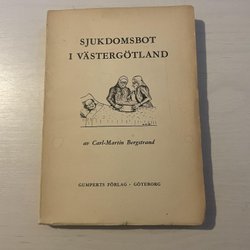 SJUKDOMSBOT
I VÄSTERGÖTLAND
av Carl-Martin Bergstrand
GUMPERTS FÖRLAG · GÖTEBORG